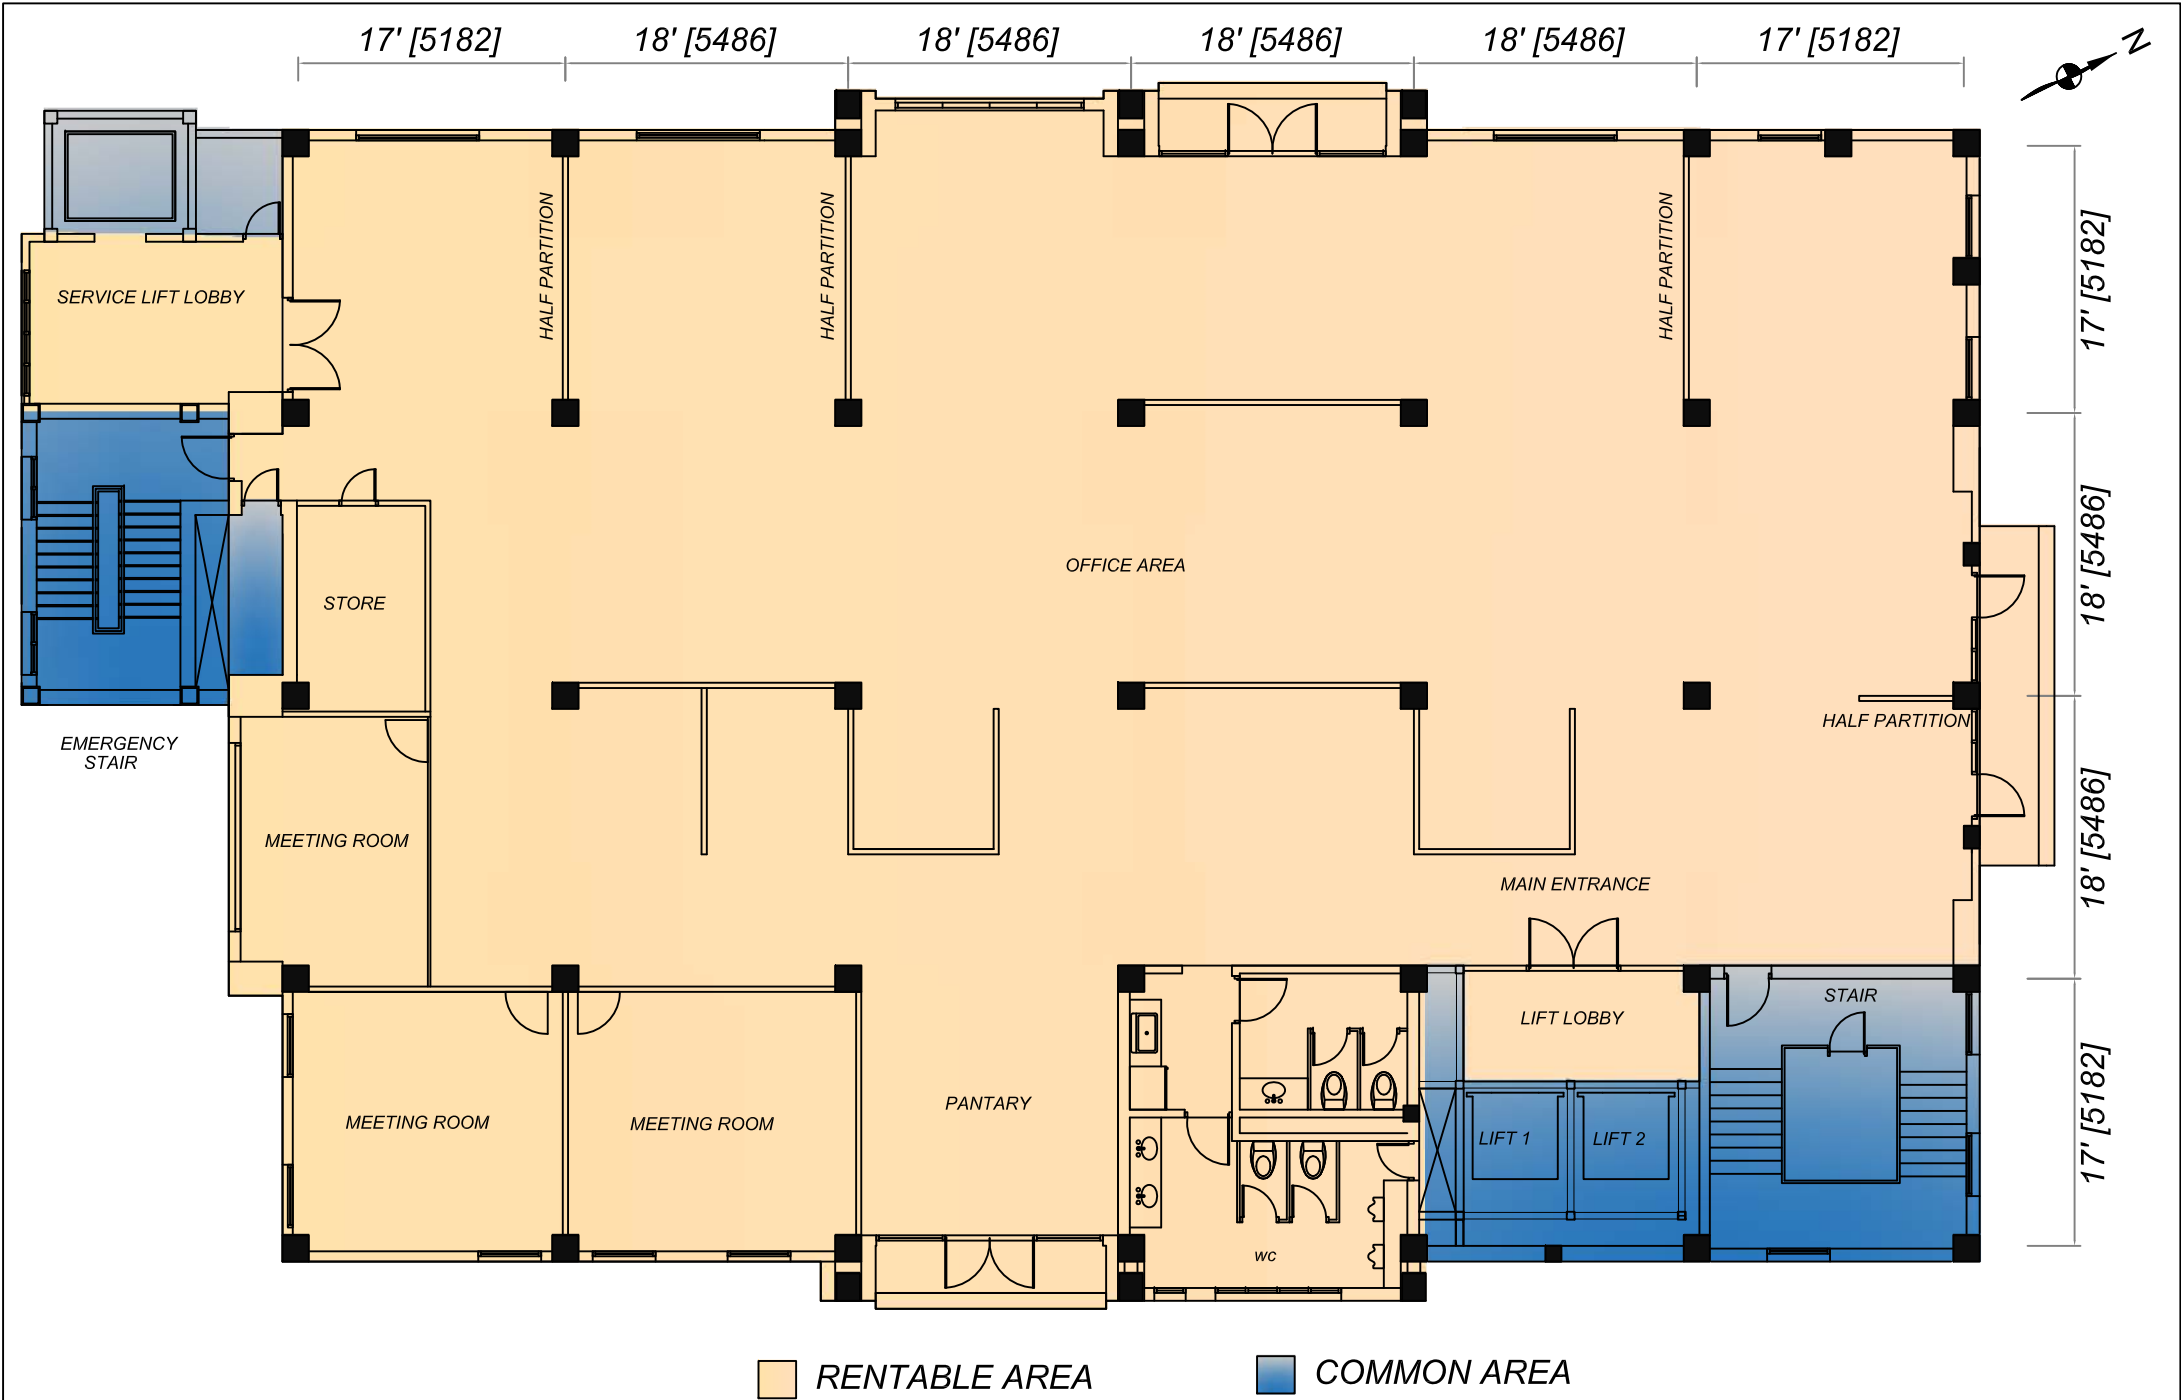 17' [5182] 18' [5486] 18' [5486] 18' [5486] 18' [5486] 17' [5182]
N
HALF PARTITION
HALF PARTITION
HALF PARTITION
17' [5182]
SERVICE LIFT LOBBY
18' [5486]
OFFICE AREA
STORE
HALF PARTITION
EMERGENCY
STAIR
18' [5486]
MEETING ROOM
MAIN ENTRANCE
STAIR
LIFT LOBBY
17' [5182]
MEETING ROOM
MEETING ROOM
PANTARY
LIFT 1
LIFT 2
wc
RENTABLE AREA
COMMON AREA